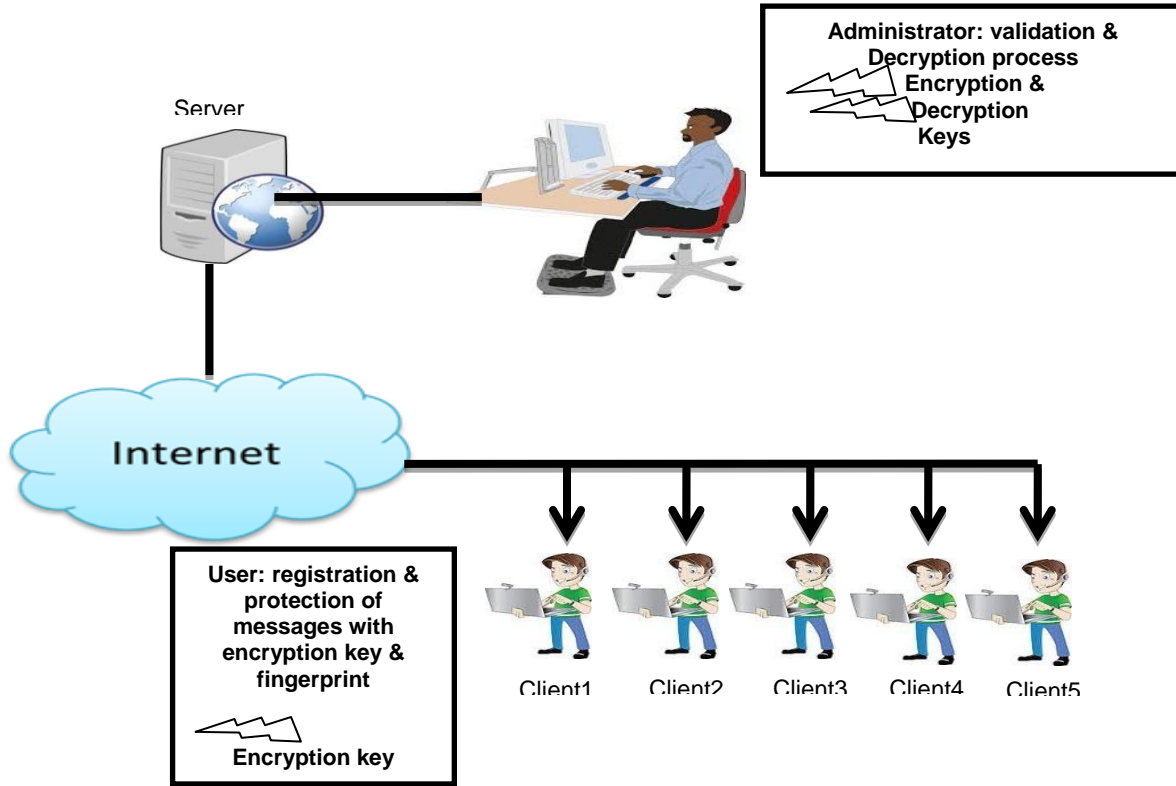 Administrator: validation &
Decryption process
Encryption &
Decryption
Keys
Server
Internet
User: registration &
protection of
messages with
encryption key &
fingerprint
Encryption key
Client1
Client2
Client3
Client4
Client5